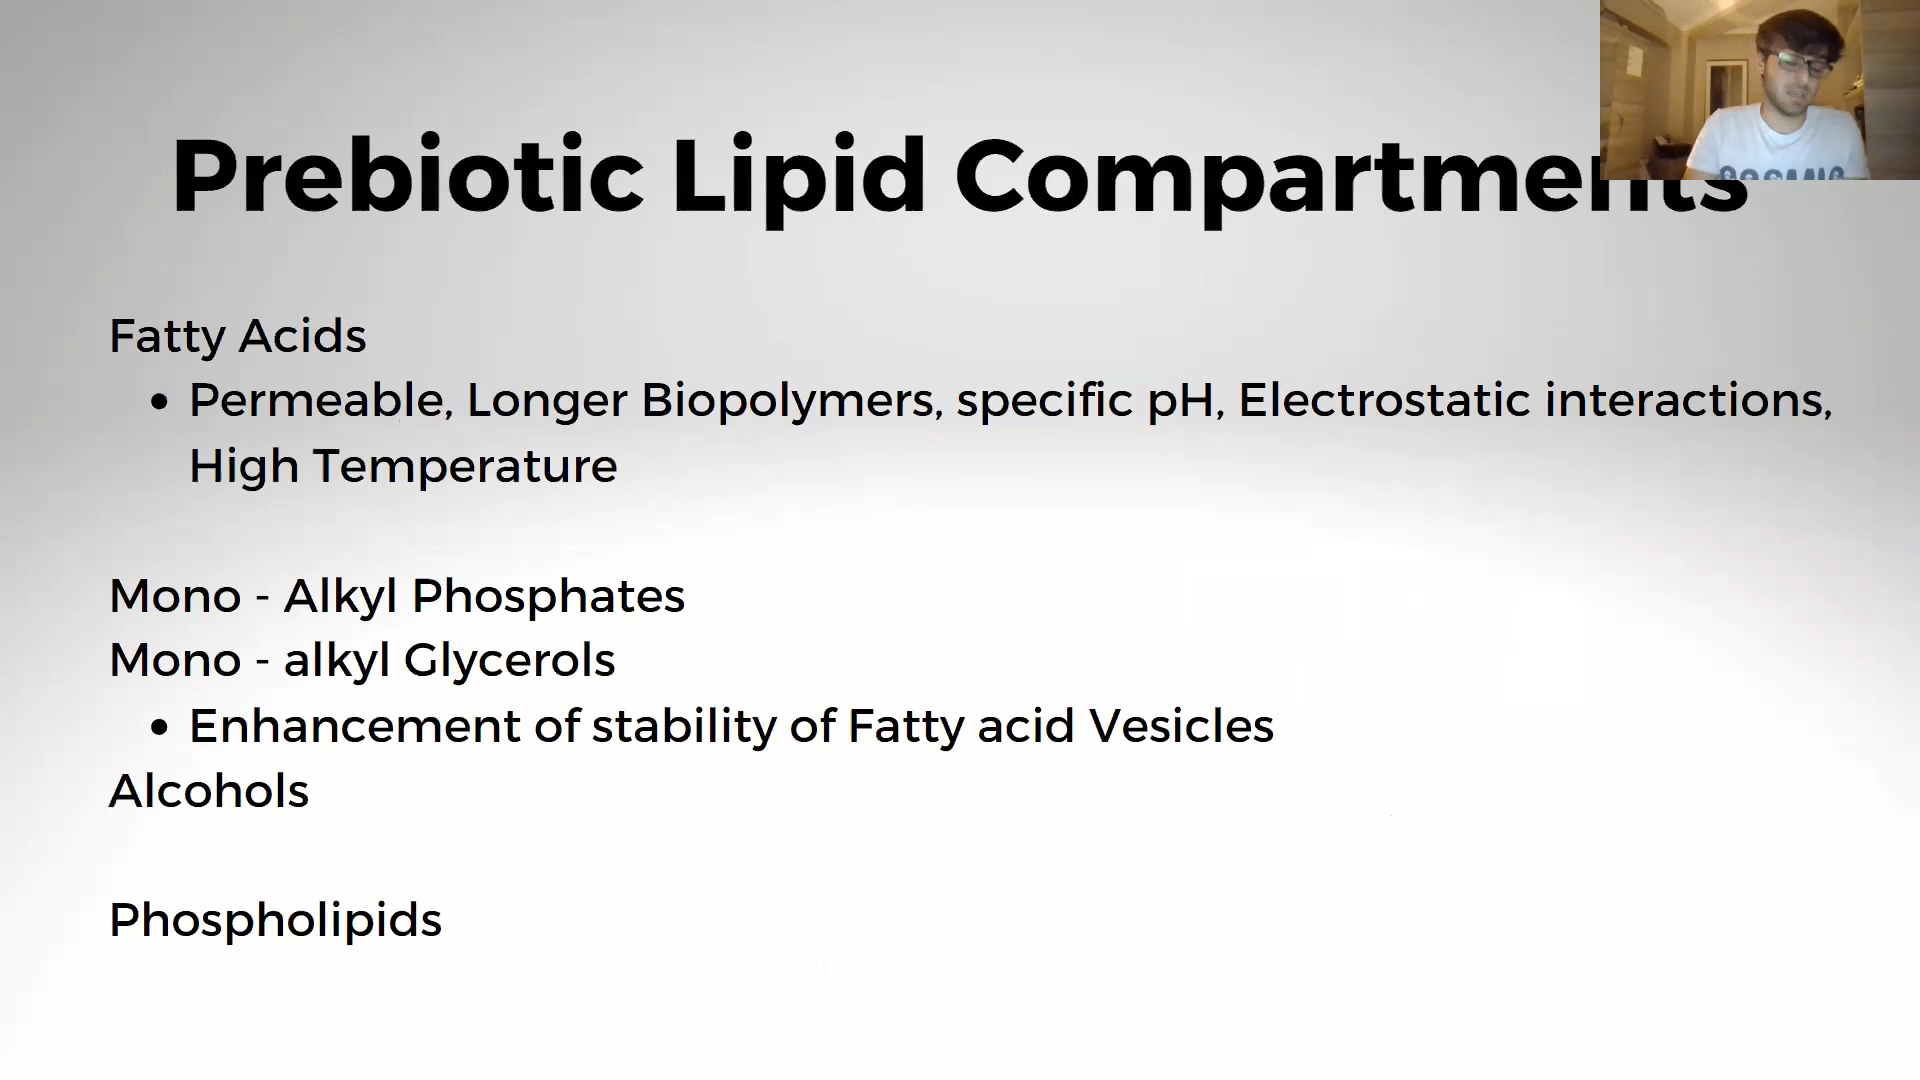 Prebiotic Lipid Compartments
Fatty Acids
• Permeable, Longer Biopolymers, specific pH, Electrostatic interactions,
High Temperature
Mono - Alkyl Phosphates
Mono - alkyl Glycerols
• Enhancement of stability of Fatty acid Vesicles
Alcohols
Phospholipids